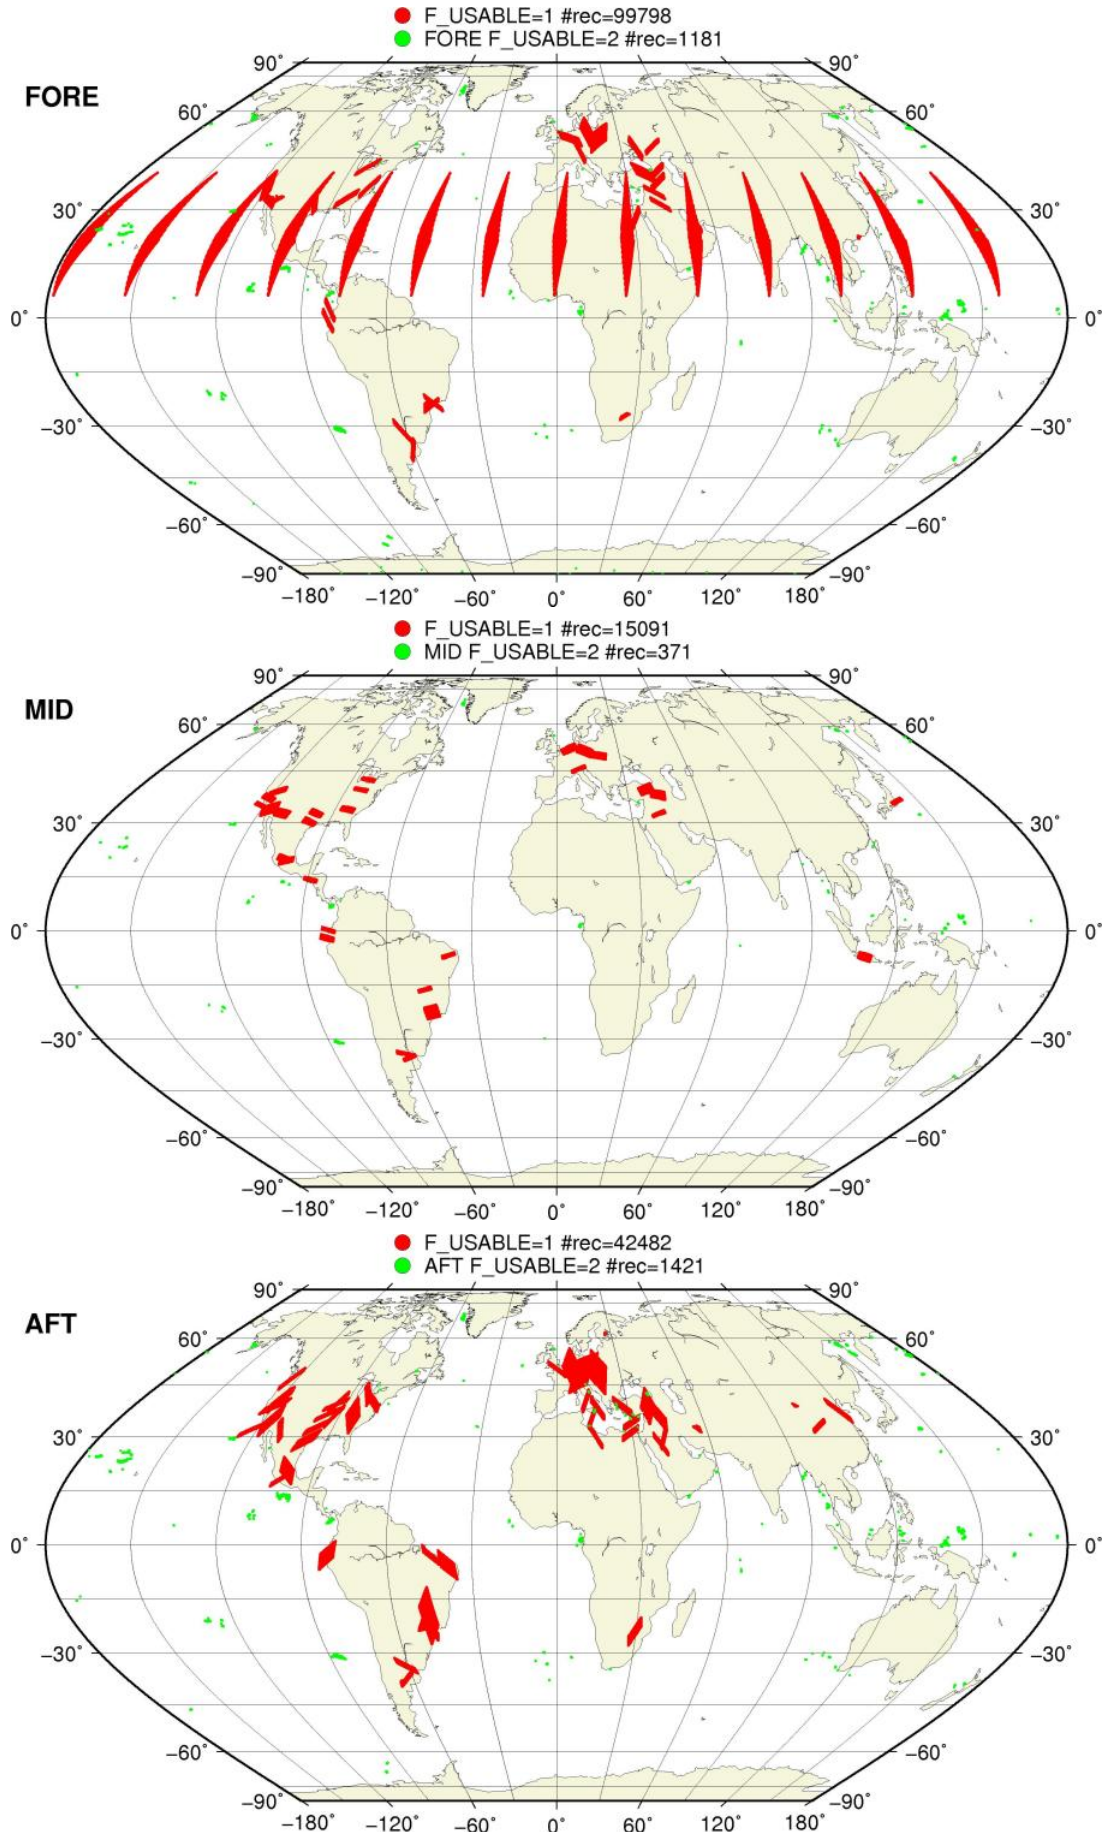 F_USABLE=1 #rec=99798
FORE F_USABLE=2 #rec=1181
FORE
90° 90°
60° 60°
30° 30°
0° 0°
−30° −30°
−60° −60°
−90° −90°
−180° −120° −60° 0° 60° 120° 180°
F_USABLE=1 #rec=15091
MID F_USABLE=2 #rec=371
MID
90° 90°
60° 60°
30° 30°
0° 0°
−30° −30°
−60° −60°
−90° −90°
−180° −120° −60° 0° 60° 120° 180°
F_USABLE=1 #rec=42482
AFT F_USABLE=2 #rec=1421
AFT
90° 90°
60° 60°
30° 30°
0° 0°
−30° −30°
−60° −60°
−90° −90°
−180° −120° −60° 0° 60° 120° 180°